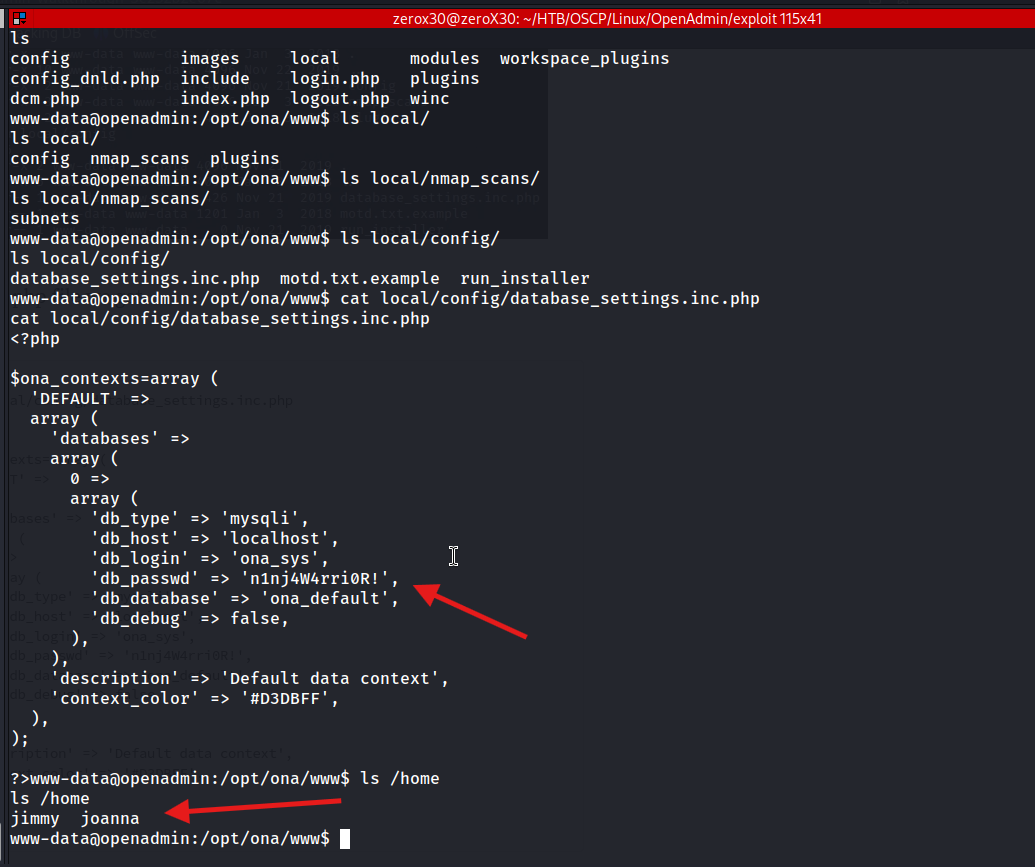 zerox30@zeroX30: ~/HTB/OSCP/Linux/OpenAdmin/exploit 115x41
ls
config images local modules workspace_plugins
config_dnld.php include login.php plugins
dcm.php index.php logout.php winc
www-data@openadmin:/opt/ona/www$ ls local/
ls local/
config nmap_scans plugins
www-data@openadmin:/opt/ona/www$ ls local/nmap_scans/
ls local/nmap_scans/
subnets
www-data@openadmin:/opt/ona/www$ ls local/config/
ls local/config/
database_settings.inc.php motd.txt.example run_installer
www-data@openadmin:/opt/ona/www$ cat local/config/database_settings.inc.php
cat local/config/database_settings.inc.php
<?php
$ona_contexts=array (
'DEFAULT' =>
array (
'databases' =>
array (
0 =>
array (
'db_type' => 'mysqli',
'db_host' => 'localhost',
'db_login' => 'ona_sys',
'db_passwd' => 'n1nj4W4rri0R!',
'db_database' => 'ona_default',
'db_debug' => false,
),
),
'description' => 'Default data context',
'context_color' => '#D3DBFF',
),
);
?>www-data@openadmin:/opt/ona/www$ ls /home
ls /home
jimmy joanna
www-data@openadmin:/opt/ona/www$